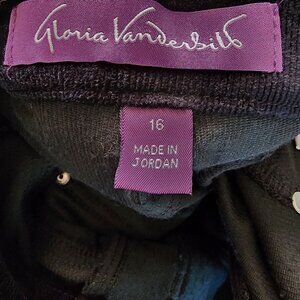 Gloria Vanderbilt
16
MADE IN
JORDAN